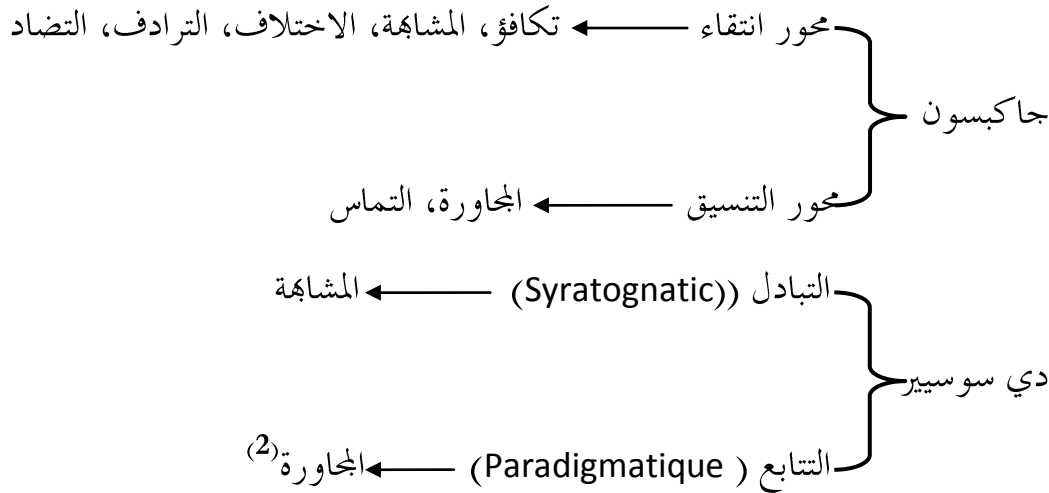 محور انتقاء ← تكافؤ، المشابهة، الاختلاف، الترادف، التضاد
جاكبسون
محور التنسيق ← المجاورة، التماس
التبادل ((Syratognatic) ← المشابهة
دي سوسيير
التتابع ( Paradigmatique) ← المجاورة(2)